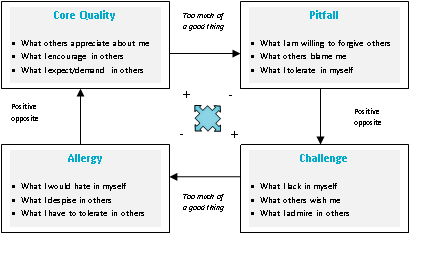 Core Quality
• What others appreciate about me
• What I encourage in others
• What I expect/demand in others
Too much of
a good thing
Pitfall
• What I am willing to forgive others
• What others blame me
• What I tolerate in myself
Positive
opposite
+ -
- +
Positive
opposite
Allergy
• What I would hate in myself
• What I despise in others
• What I have to tolerate in others
Too much of
a good thing
Challenge
• What I lack in myself
• What others wish me
• What I admire in others